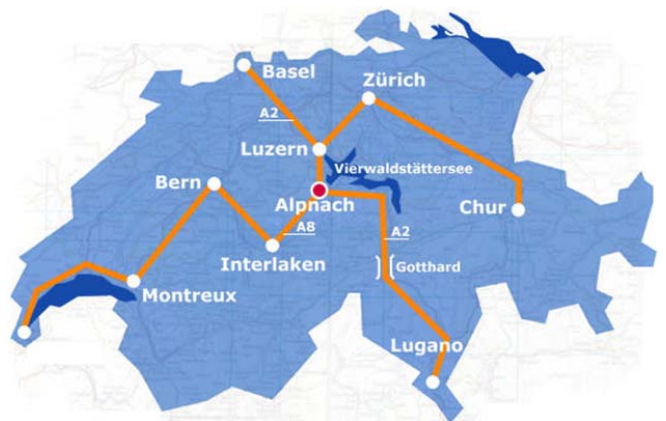 Basel
Zürich
A2
Luzern
Vierwaldstättersee
Bern
Alpnach
Chur
A8
A2
Interlaken
Gotthard
Montreux
Lugano